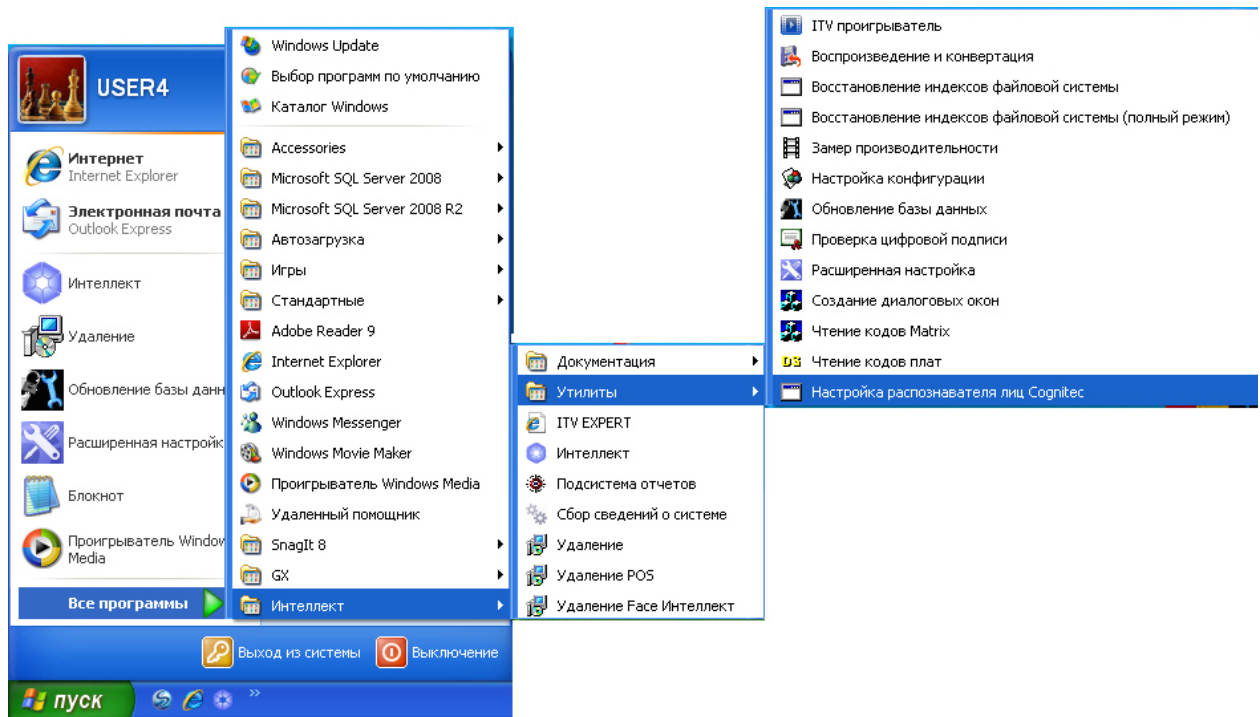 USER4
Интернет
Internet Explorer
Электронная почта
Outlook Express
Интеллект
Удаление
Обновление базы данн
Расширенная настройк
Блокнот
Проигрыватель Window
Media
Все программы
Windows Update
Выбор программ по умолчанию
Каталог Windows
Accessories
Microsoft SQL Server 2008
Microsoft SQL Server 2008 R2
Автозагрузка
Игры
Стандартные
Adobe Reader 9
Internet Explorer
Outlook Express
Windows Messenger
Windows Movie Maker
Проигрыватель Windows Media
Удаленный помощник
SnagIt 8
GX
Интеллект
Документация
Утилиты
ITV EXPERT
Интеллект
Подсистема отчетов
Сбор сведений о системе
Удаление
Удаление POS
Удаление Face Интеллект
ITV проигрыватель
Воспроизведение и конвертация
Восстановление индексов файловой системы
Восстановление индексов файловой системы (полный режим)
Замер производительности
Настройка конфигурации
Обновление базы данных
Проверка цифровой подписи
Расширенная настройка
Создание диалоговых окон
Чтение кодов Matrix
Чтение кодов плат
Настройка распознавателя лиц Cognitec
Выход из системы
Выключение
пуск